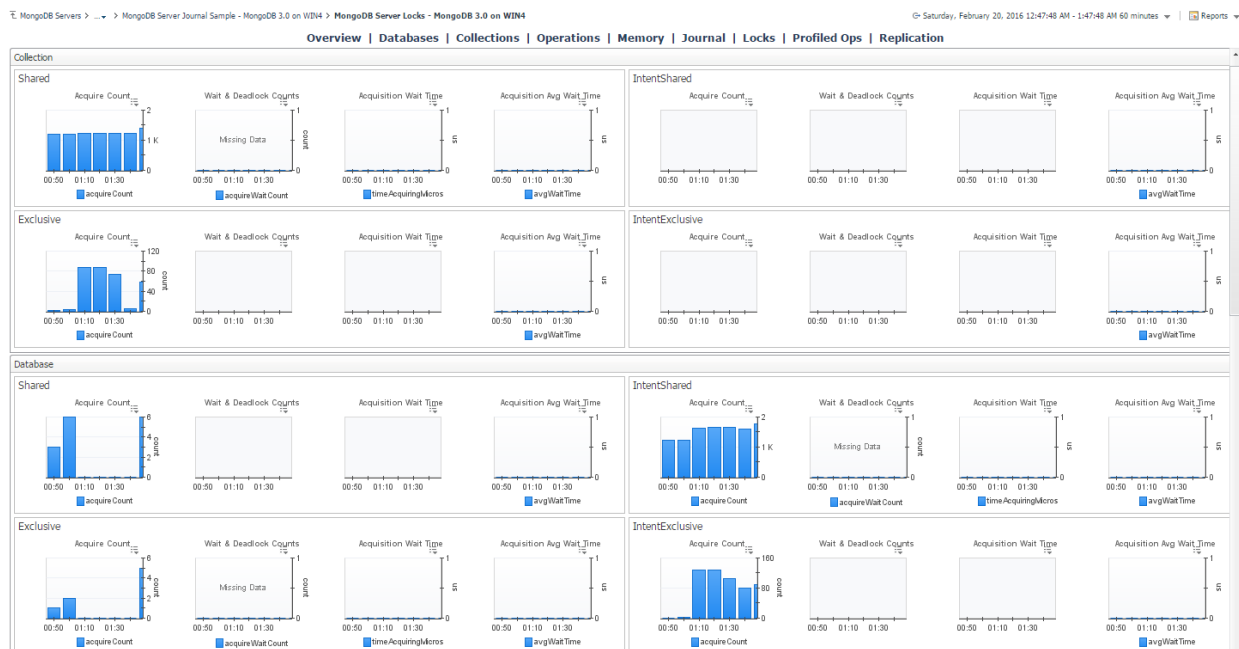 MongoDB Servers > ... > MongoDB Server Journal Sample - MongoDB 3.0 on WIN4 > MongoDB Server Locks - MongoDB 3.0 on WIN4
Saturday, February 20, 2016 12:47:48 AM - 1:47:48 AM 60 minutes | Reports
Overview | Databases | Collections | Operations | Memory | Journal | Locks | Profiled Ops | Replication
Collection
Shared IntentShared
Acquire Count Wait & Deadlock Counts Acquisition Wait Time Acquisition Avg Wait Time Acquire Count Wait & Deadlock Counts Acquisition Wait Time Acquisition Avg Wait Time
2 1 1 1 1
1 K Missing Data count us us us
0 0 0 0 0
00:50 01:10 01:30 00:50 01:10 01:30 00:50 01:10 01:30 00:50 01:10 01:30 00:50 01:10 01:30 00:50 01:10 01:30 00:50 01:10 01:30 00:50 01:10 01:30
acquireCount acquireWaitCount timeAcquiringMicros avgWaitTime avgWaitTime
Exclusive IntentExclusive
Acquire Count Wait & Deadlock Counts Acquisition Wait Time Acquisition Avg Wait Time Acquire Count Wait & Deadlock Counts Acquisition Wait Time Acquisition Avg Wait Time
120 1 1
80 count us us
40
0 0 0
00:50 01:10 01:30 00:50 01:10 01:30 00:50 01:10 01:30 00:50 01:10 01:30 00:50 01:10 01:30 00:50 01:10 01:30 00:50 01:10 01:30 00:50 01:10 01:30
acquireCount avgWaitTime avgWaitTime
Database
Shared IntentShared
Acquire Count Wait & Deadlock Counts Acquisition Wait Time Acquisition Avg Wait Time Acquire Count Wait & Deadlock Counts Acquisition Wait Time Acquisition Avg Wait Time
6 1 2 1 1 1
4 count us 1 K Missing Data count us us
2
0 0 0 0 0
00:50 01:10 01:30 00:50 01:10 01:30 00:50 01:10 01:30 00:50 01:10 01:30 00:50 01:10 01:30 00:50 01:10 01:30 00:50 01:10 01:30 00:50 01:10 01:30
acquireCount avgWaitTime acquireCount acquireWaitCount timeAcquiringMicros avgWaitTime
Exclusive IntentExclusive
Acquire Count Wait & Deadlock Counts Acquisition Wait Time Acquisition Avg Wait Time Acquire Count Wait & Deadlock Counts Acquisition Wait Time Acquisition Avg Wait Time
6 1 1 1 160 1
4 count Missing Data count us us 80 count us
2
0 0 0 0 0 0
00:50 01:10 01:30 00:50 01:10 01:30 00:50 01:10 01:30 00:50 01:10 01:30 00:50 01:10 01:30 00:50 01:10 01:30 00:50 01:10 01:30 00:50 01:10 01:30
acquireCount acquireWaitCount timeAcquiringMicros avgWaitTime acquireCount avgWaitTime